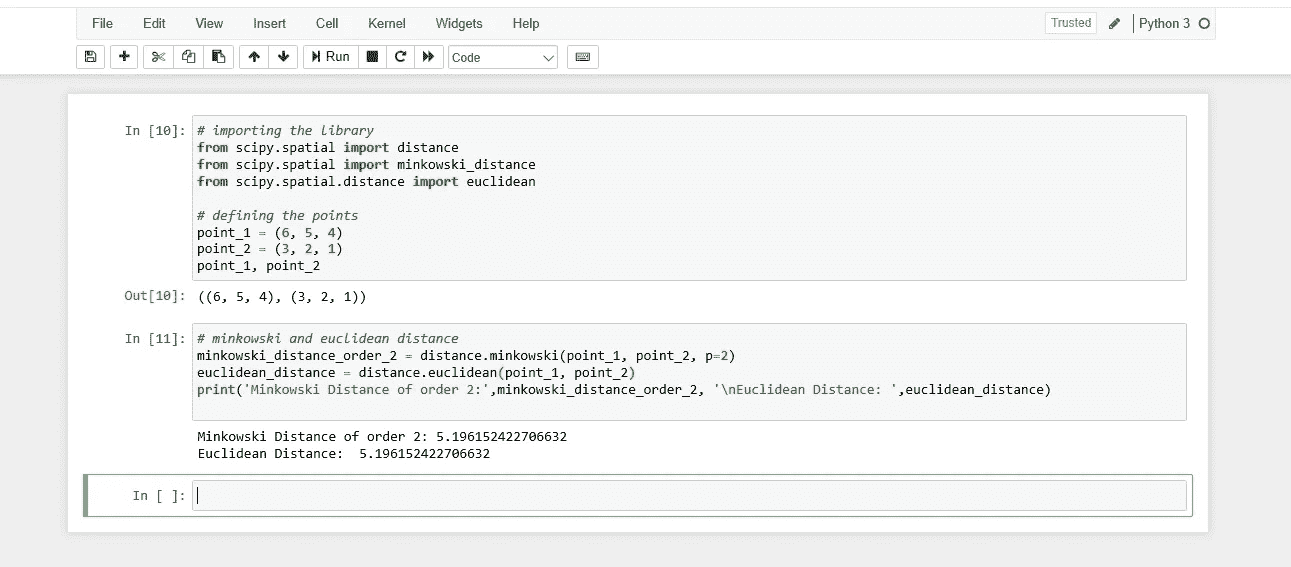 File Edit View Insert Cell Kernel Widgets Help Trusted Python 3
Run Code
In [10]: # importing the library
from scipy.spatial import distance
from scipy.spatial import minkowski_distance
from scipy.spatial.distance import euclidean
# defining the points
point_1 = (6, 5, 4)
point_2 = (3, 2, 1)
point_1, point_2
Out[10]: ((6, 5, 4), (3, 2, 1))
In [11]: # minkowski and euclidean distance
minkowski_distance_order_2 = distance.minkowski(point_1, point_2, p=2)
euclidean_distance = distance.euclidean(point_1, point_2)
print('Minkowski Distance of order 2:',minkowski_distance_order_2, '\nEuclidean Distance: ',euclidean_distance)
Minkowski Distance of order 2: 5.196152422706632
Euclidean Distance:  5.196152422706632
In [ ]: